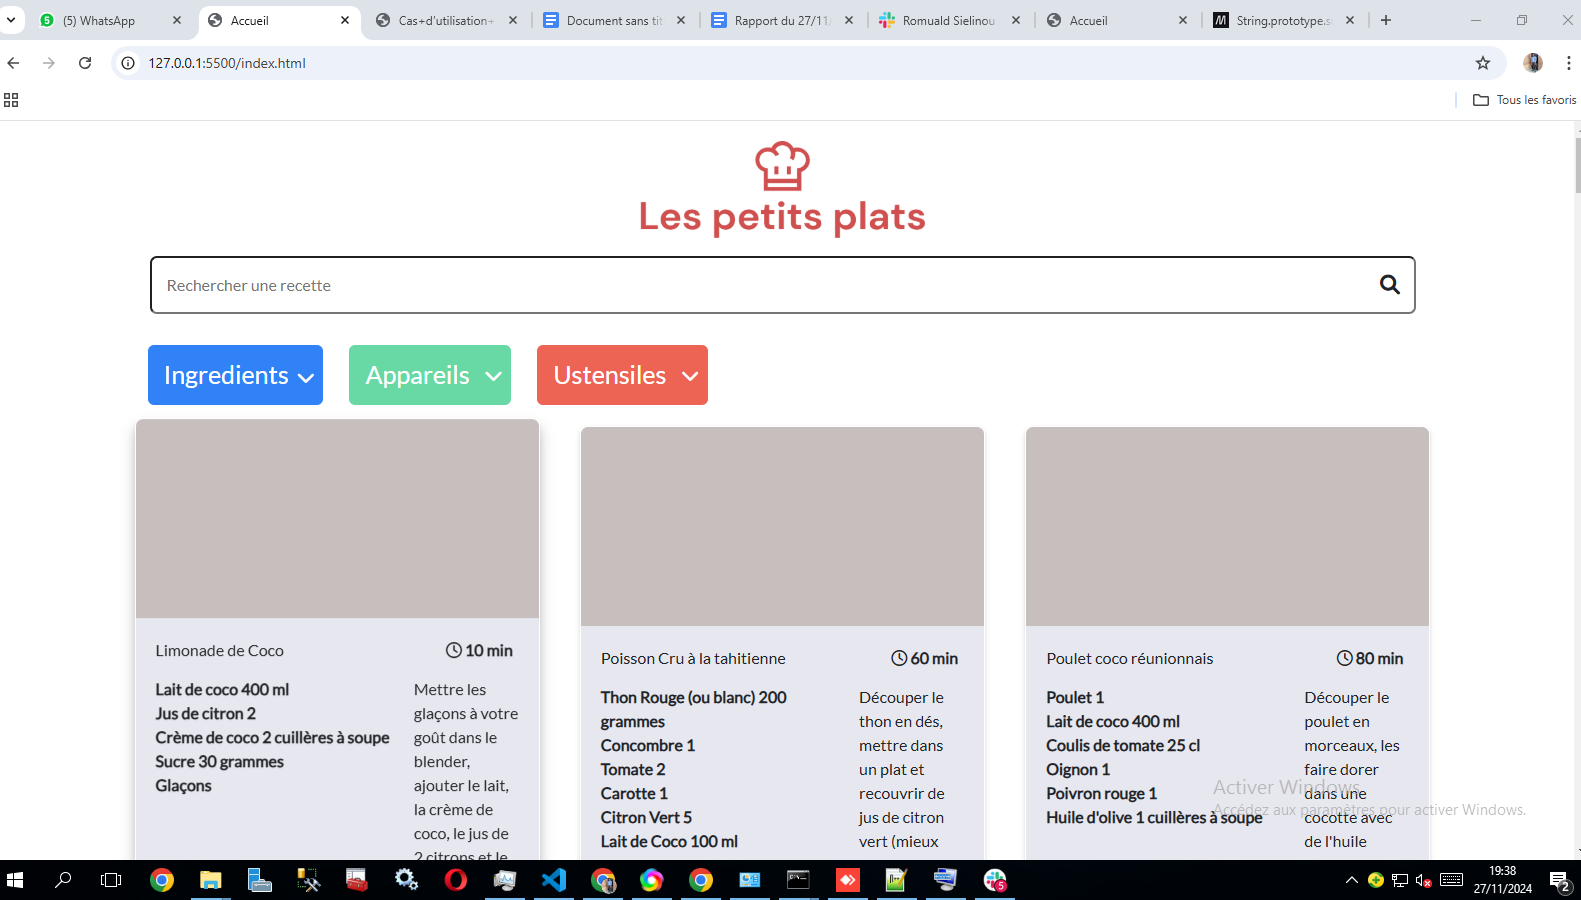 5 (5) WhatsApp
Accueil
Cas+d'utilisation+
Document sans tit
Rapport du 27/11/
Romuald Sielinou
Accueil
M String.prototype.s
127.0.0.1:5500/index.html
Tous les favoris
Les petits plats
Rechercher une recette
Ingredients
Appareils
Ustensiles
Limonade de Coco
10 min
Lait de coco 400 ml
Jus de citron 2
Crème de coco 2 cuillères à soupe
Sucre 30 grammes
Glaçons
Mettre les
glaçons à votre
goût dans le
blender,
ajouter le lait,
la crème de
coco, le jus de
2 citrons et le
Poisson Cru à la tahitienne
60 min
Thon Rouge (ou blanc) 200
grammes
Concombre 1
Tomate 2
Carotte 1
Citron Vert 5
Lait de Coco 100 ml
Découper le
thon en dés,
mettre dans
un plat et
recouvrir de
jus de citron
vert (mieux
Poulet coco réunionnais
80 min
Poulet 1
Lait de coco 400 ml
Coulis de tomate 25 cl
Oignon 1
Poivron rouge 1
Huile d'olive 1 cuillères à soupe
Découper le
poulet en
morceaux, les
faire dorer
dans une
cocotte avec
de l'huile
Activer Windows
Accédez aux paramètres pour activer Windows.
5
19:38
27/11/2024
2